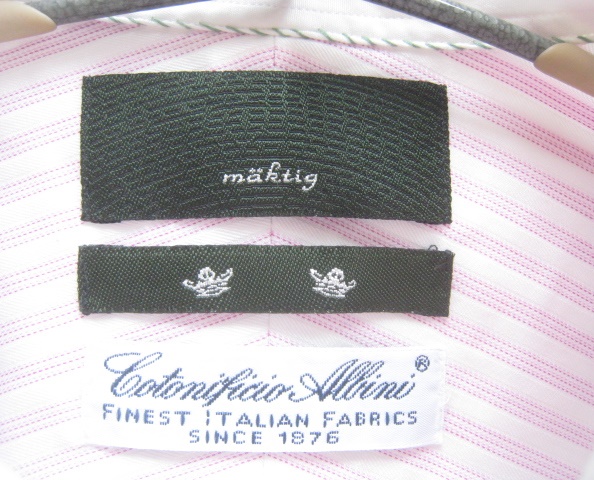 mäktig
Cotonificio Albini®
FINEST ITALIAN FABRICS
SINCE 1876